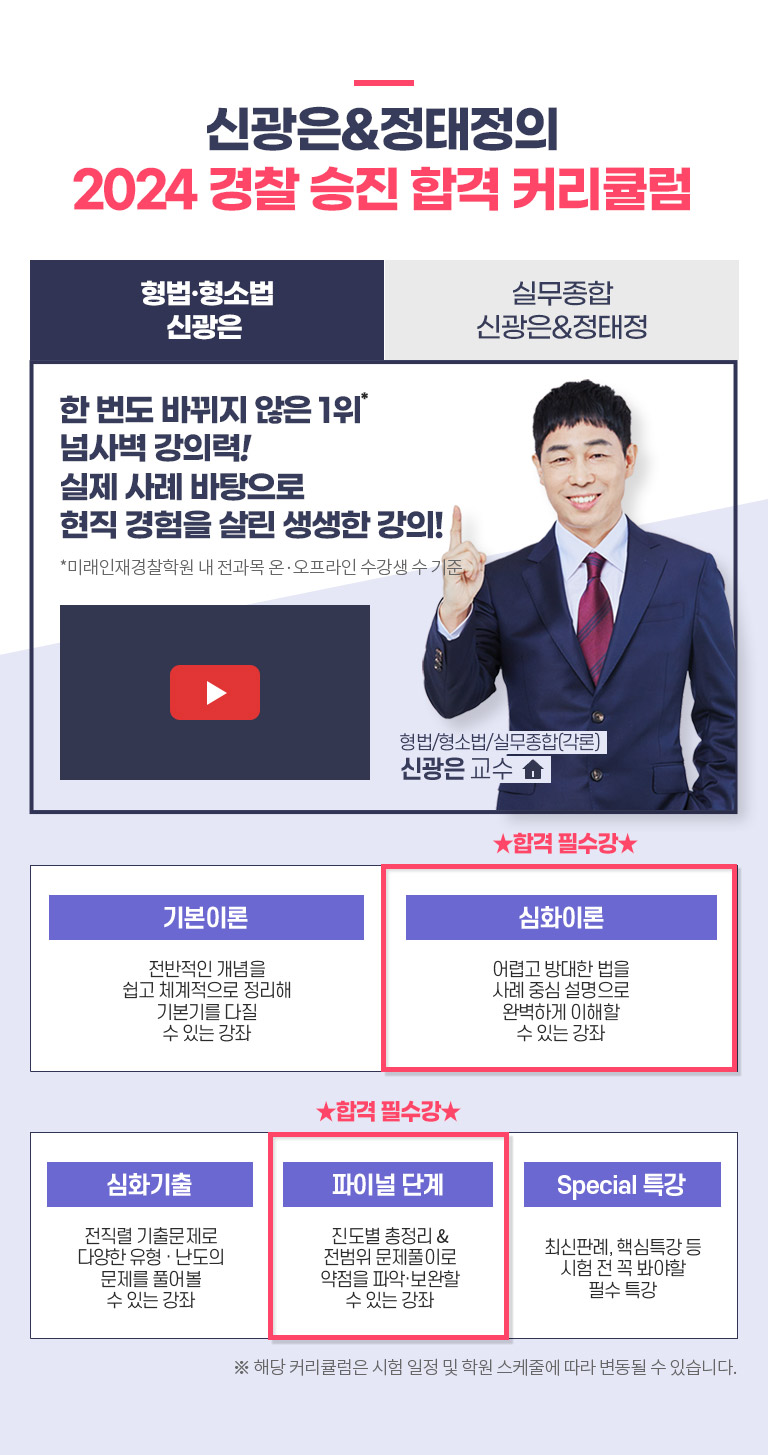 신광은&정태정의
2024 경찰 승진 합격 커리큘럼
형법·형소법
신광은
실무종합
신광은&정태정
한 번도 바뀌지 않은 1위*
넘사벽 강의력!
실제 사례 바탕으로
현직 경험을 살린 생생한 강의!
*미래인재경찰학원 내 전과목 온·오프라인 수강생 수 기준
형법/형소법/실무종합(각론)
신광은 교수
★합격 필수강★
기본이론
전반적인 개념을
쉽고 체계적으로 정리해
기본기를 다질
수 있는 강좌
심화이론
어렵고 방대한 법을
사례 중심 설명으로
완벽하게 이해할
수 있는 강좌
★합격 필수강★
심화기출
전직렬 기출문제로
다양한 유형 · 난도의
문제를 풀어볼
수 있는 강좌
파이널 단계
진도별 총정리 &
전범위 문제풀이로
약점을 파악·보완할
수 있는 강좌
Special 특강
최신판례, 핵심특강 등
시험 전 꼭 봐야할
필수 특강
※ 해당 커리큘럼은 시험 일정 및 학원 스케줄에 따라 변동될 수 있습니다.